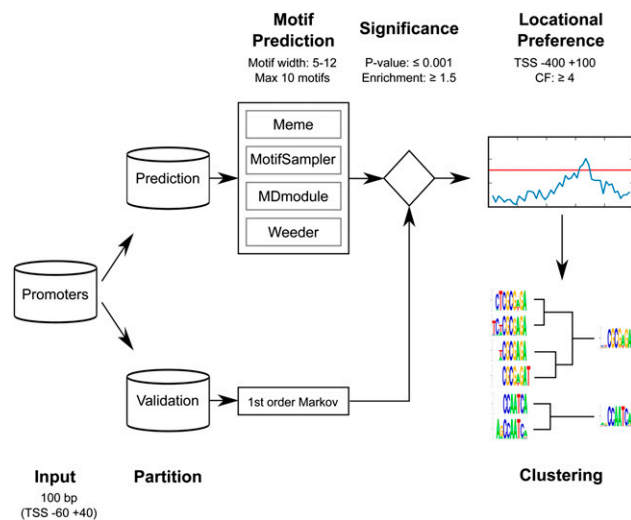 Motif
Prediction
Motif width: 5-12
Max 10 motifs
Significance
P-value: ≤ 0.001
Enrichment: ≥ 1.5
Locational
Preference
TSS -400 +100
CF: ≥ 4
Meme
MotifSampler
MDmodule
Weeder
Prediction
Promoters
Validation
1st order Markov
Input
100 bp
(TSS -60 +40)
Partition
Clustering